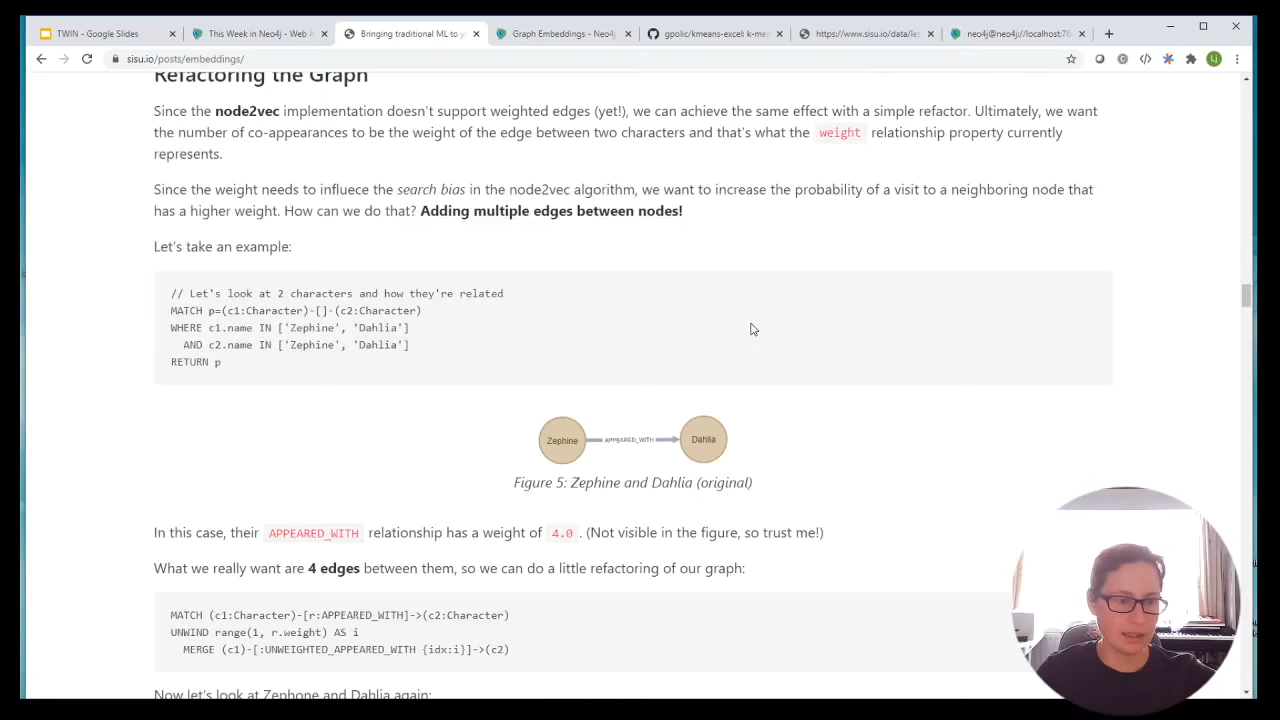 TWIN - Google Slides
This Week in Neo4j - Web A
Bringing traditional ML to y
Graph Embeddings - Neo4j
gpolic/kmeans-excel k-me
https://www.sisu.io/data/les
neo4j@neo4j://localhost:76
sisu.io/posts/embeddings/
Lj
Refactoring the Graph
Since the node2vec implementation doesn't support weighted edges (yet!), we can achieve the same effect with a simple refactor. Ultimately, we want
the number of co-appearances to be the weight of the edge between two characters and that's what the weight relationship property currently
represents.
Since the weight needs to influece the search bias in the node2vec algorithm, we want to increase the probability of a visit to a neighboring node that
has a higher weight. How can we do that? Adding multiple edges between nodes!
Let's take an example:
// Let's look at 2 characters and how they're related
MATCH p=(c1:Character)-[]-(c2:Character)
WHERE c1.name IN ['Zephine', 'Dahlia']
AND c2.name IN ['Zephine', 'Dahlia']
RETURN p
Zephine APPEARED_WITH Dahlia
Figure 5: Zephine and Dahlia (original)
In this case, their APPEARED_WITH relationship has a weight of 4.0 . (Not visible in the figure, so trust me!)
What we really want are 4 edges between them, so we can do a little refactoring of our graph:
MATCH (c1:Character)-[r:APPEARED_WITH]->(c2:Character)
UNWIND range(1, r.weight) AS i
MERGE (c1)-[:UNWEIGHTED_APPEARED_WITH {idx:i}]->(c2)
Now let's look at Zephone and Dahlia again: